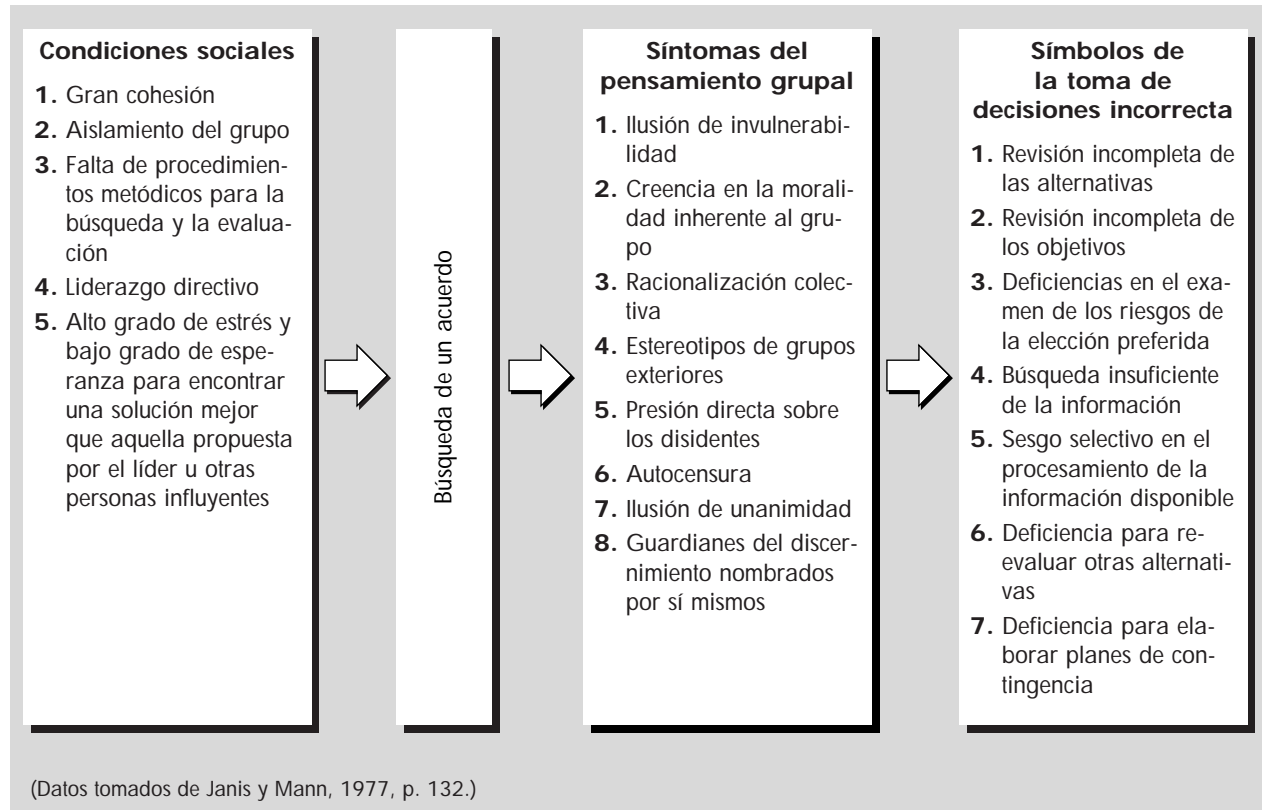 Condiciones sociales
1. Gran cohesión
2. Aislamiento del grupo
3. Falta de procedimien-
tos metódicos para la
búsqueda y la evalua-
ción
4. Liderazgo directivo
5. Alto grado de estrés y
bajo grado de espe-
ranza para encontrar
una solución mejor
que aquella propuesta
por el líder u otras
personas influyentes
Búsqueda de un acuerdo
Síntomas del
pensamiento grupal
1. Ilusión de invulnerabi-
lidad
2. Creencia en la morali-
dad inherente al gru-
po
3. Racionalización colec-
tiva
4. Estereotipos de grupos
exteriores
5. Presión directa sobre
los disidentes
6. Autocensura
7. Ilusión de unanimidad
8. Guardianes del discer-
nimiento nombrados
por sí mismos
Símbolos de
la toma de
decisiones incorrecta
1. Revisión incompleta de
las alternativas
2. Revisión incompleta de
los objetivos
3. Deficiencias en el exa-
men de los riesgos de
la elección preferida
4. Búsqueda insuficiente
de la información
5. Sesgo selectivo en el
procesamiento de la
información disponible
6. Deficiencia para re-
evaluar otras alternati-
vas
7. Deficiencia para ela-
borar planes de con-
tingencia
(Datos tomados de Janis y Mann, 1977, p. 132.)